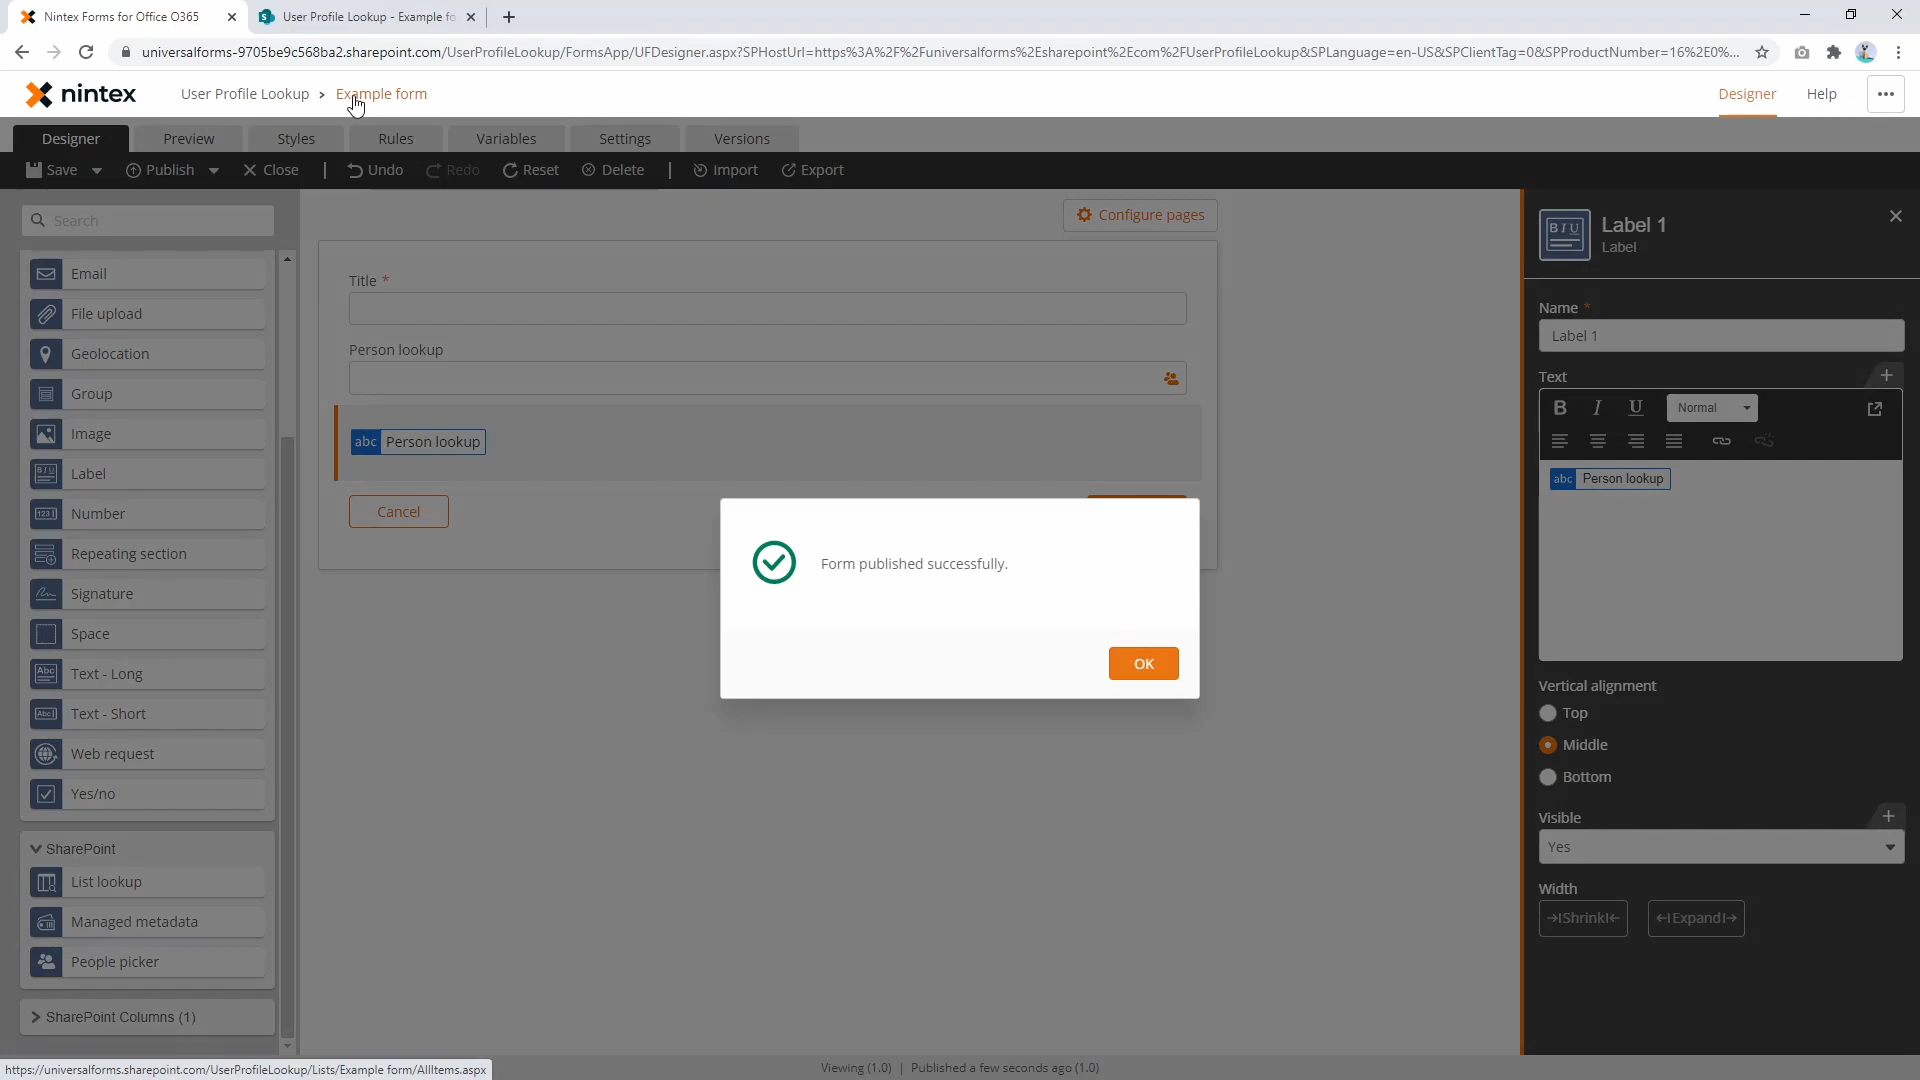 Nintex Forms for Office O365
User Profile Lookup - Example fo
universalforms-9705be9c568ba2.sharepoint.com/UserProfileLookup/FormsApp/UFDesigner.aspx?SPHostUrl=https%3A%2F%2Funiversalforms%2Esharepoint%2Ecom%2FUserProfileLookup&SPLanguage=en-US&SPClientTag=0&SPProductNumber=16%2E0%...
nintex
User Profile Lookup > Example form
Designer
Help
Designer
Preview
Styles
Rules
Variables
Settings
Versions
Save
Publish
Close
Undo
Redo
Reset
Delete
Import
Export
Search
Email
File upload
Geolocation
Group
Image
Label
Number
Repeating section
Signature
Space
Text - Long
Text - Short
Web request
Yes/no
SharePoint
List lookup
Managed metadata
People picker
SharePoint Columns (1)
Configure pages
Title *
Person lookup
abc Person lookup
Cancel
Form published successfully.
OK
Label 1
Label
Name *
Label 1
Text
B I U Normal
abc Person lookup
Vertical alignment
Top
Middle
Bottom
Visible
Yes
Width
Shrink
Expand
https://universalforms.sharepoint.com/UserProfileLookup/Lists/Example form/AllItems.aspx
Viewing (1.0) | Published a few seconds ago (1.0)